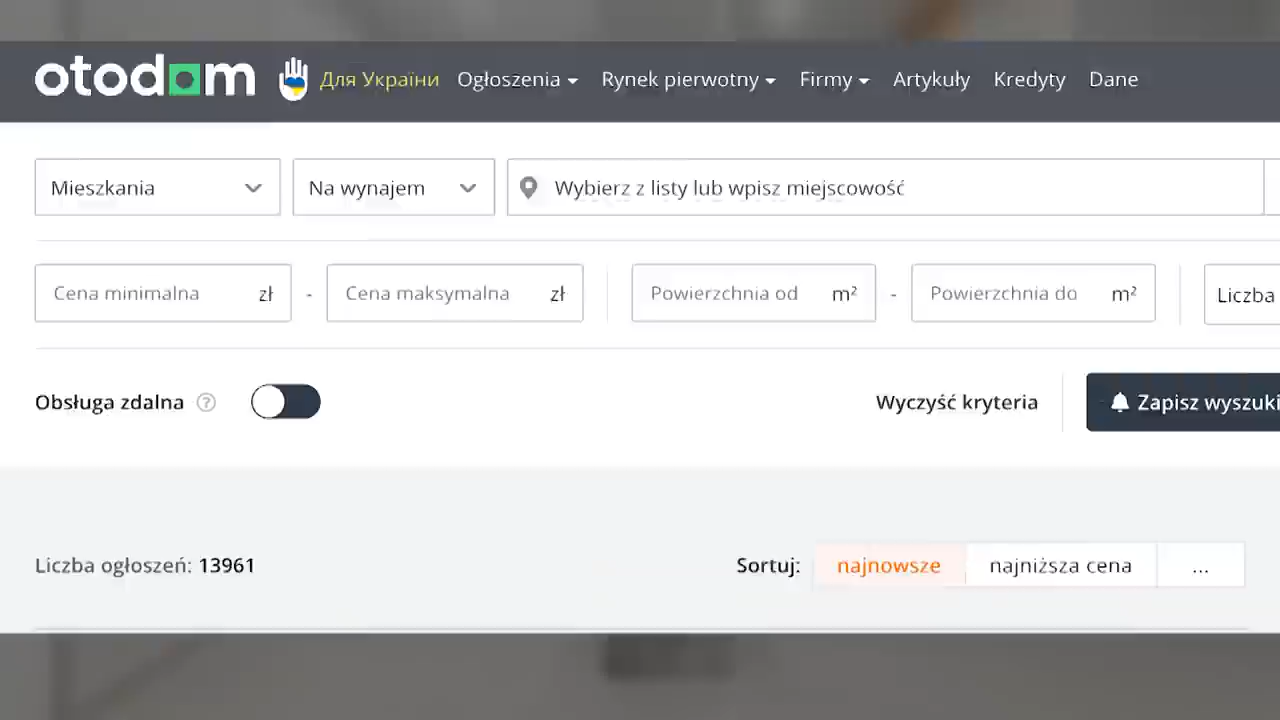 otodom Для України Ogłoszenia Rynek pierwotny Firmy Artykuły Kredyty Dane
Mieszkania Na wynajem Wybierz z listy lub wpisz miejscowość
Cena minimalna zł - Cena maksymalna zł Powierzchnia od m² - Powierzchnia do m² Liczba
Obsługa zdalna ? Wyczyść kryteria Zapisz wyszuki
Liczba ogłoszeń: 13961 Sortuj: najnowsze najniższa cena ...